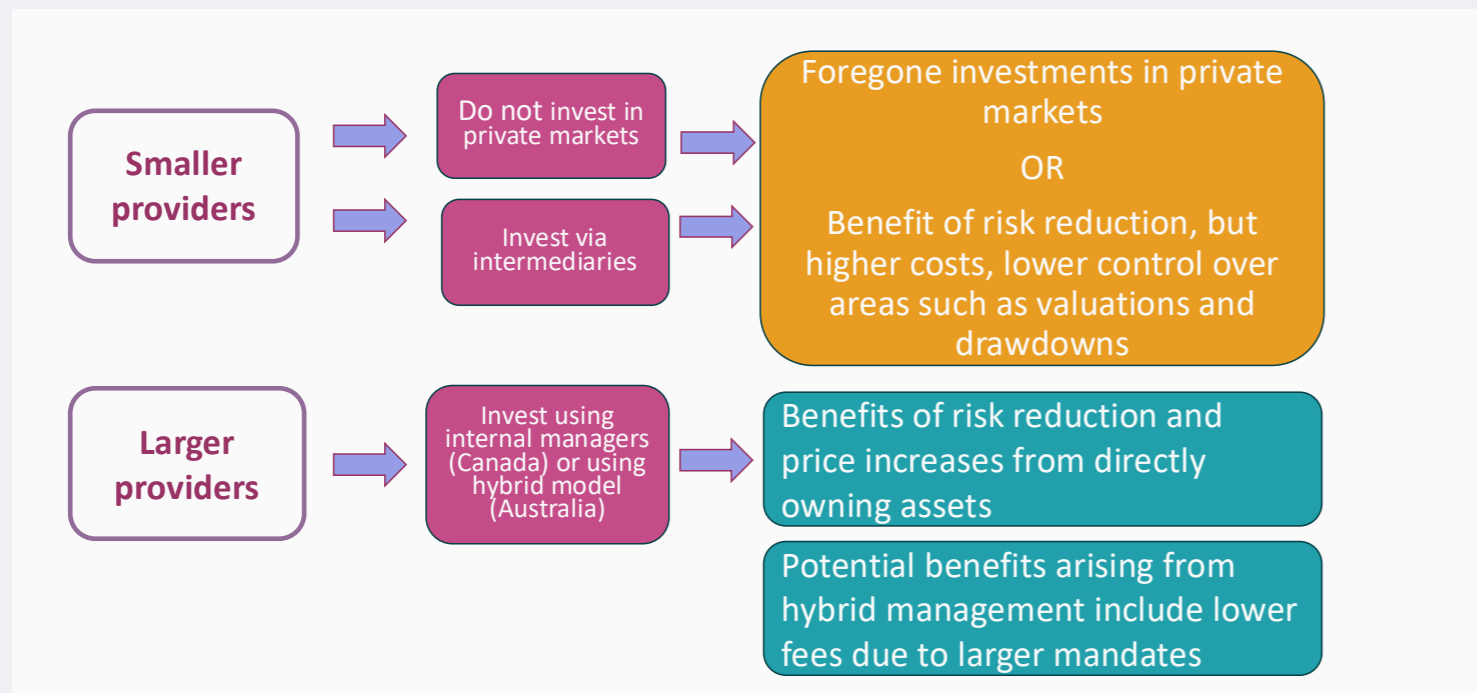 Smaller
providers
Do not invest in
private markets
Invest via
intermediaries
Foregone investments in private
markets
OR
Benefit of risk reduction, but
higher costs, lower control over
areas such as valuations and
drawdowns
Larger
providers
Invest using
internal managers
(Canada) or using
hybrid model
(Australia)
Benefits of risk reduction and
price increases from directly
owning assets
Potential benefits arising from
hybrid management include lower
fees due to larger mandates